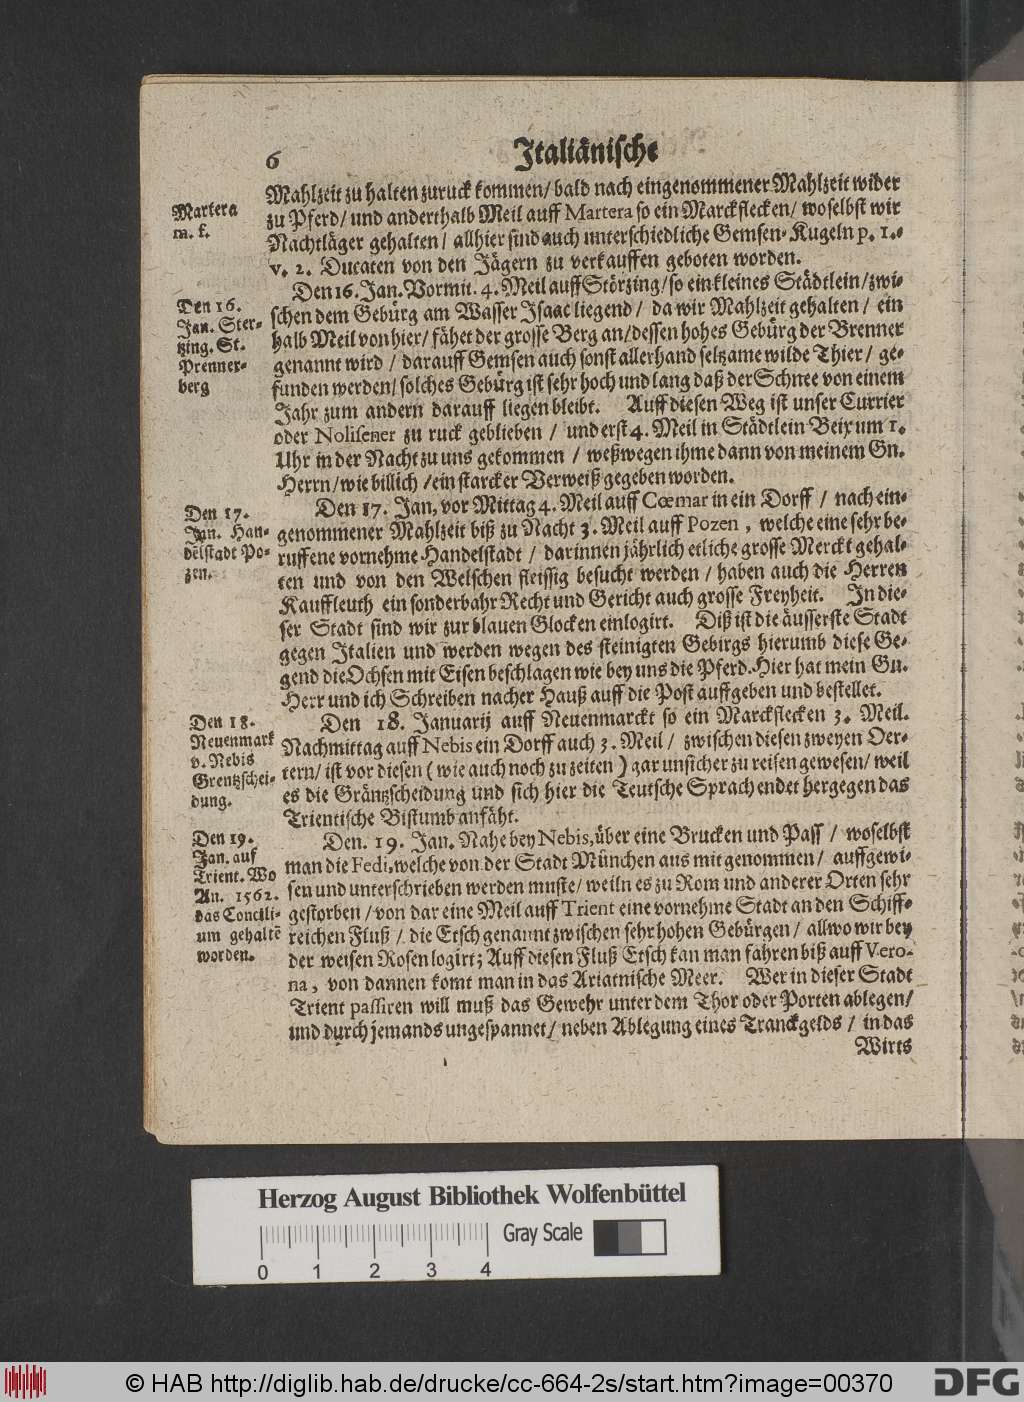 6
Italiänische
Mahlzeit zu halten zuruck kommen/ bald nach eingenommener Mahlzeit wider
zu Pferd/ und anderthalb Meil auff Martera so ein Marckflecken/ woselbst wir
Nachtläger gehalten/ allhier sind auch unterschiedliche Gemsen-Kugeln p. 1.-
v. 2. Ducaten von den Jägern zu verkauffen geboten worden.
Martera
m. f.
Den 16. Jan. Vormit. 4. Meil auff Störzing/ so ein kleines Städtlein/ zwi-
schen dem Gebürg am Wasser Isaac liegend/ da wir Mahlzeit gehalten/ ein
halb Meil von hier/ fähet der grosse Berg an/ dessen hohes Gebürg der Brenner
genannt wird/ darauff Gemsen auch sonst allerhand seltzame wilde Thier/ ge-
funden werden/ solches Gebürg ist sehr hoch und lang daß der Schnee von einem
Jahr zum andern darauff liegen bleibt. Auff diesen Weg ist unser Currier
oder Nolisener zu ruck geblieben/ und erst 4. Meil in Städtlein Beix um 1.
Uhr in der Nacht zu uns gekommen/ weßwegen ihme dann von meinem Gn.
Herrn/ wie billich/ ein starcker Verweiß gegeben worden.
Den 16.
Jan. Ster-
tzing. St.
Prenner-
berg
Den 17. Jan, vor Mittag 4. Meil auff Cœmar in ein Dorff/ nach ein-
genommener Mahlzeit biß zu Nacht 3. Meil auff Pozen, welche eine sehr be-
ruffene vornehme Handelstadt/ darinnen jährlich etliche grosse Merckt gehal-
ten und von den Welschen fleissig besucht werden/ haben auch die Herren
Kauffleuth ein sonderbahr Recht und Gericht auch grosse Freyheit. In die-
ser Stadt sind wir zur blauen Glocken einlogirt. Diß ist die äusserste Stadt
gegen Italien und werden wegen des steinigten Gebirgs hierumb diese Ge-
gend die Ochsen mit Eisen beschlagen wie bey uns die Pferd. Hier hat mein Gn.
Herr und ich Schreiben nacher Hauß auff die Post auffgeben und bestellet.
Den 17.
Jan. Han-
delstadt Po-
zen.
Den 18. Januarij auff Neuenmarckt so ein Marckflecken 3. Meil.
Nachmittag auff Nebis ein Dorff auch 3. Meil/ zwischen diesen zweyen Oer-
tern/ ist vor diesen (wie auch noch zu zeiten) gar unsicher zu reisen gewesen/ weil
es die Gräntzscheidung und sich hier die Teutsche Sprach endet hergegen das
Trientische Bistumb anfäht.
Den 18.
Neuenmark
v. Nebis
Grentzschei-
dung.
Den. 19. Jan. Nahe bey Nebis, über eine Brucken und Pass/ woselbst
man die Fedi, welche von der Stadt München aus mit genommen/ auffgewi-
sen und unterschrieben werden muste/ weiln es zu Rom und anderer Orten sehr
gestorben/ von dar eine Meil auff Trient eine vornehme Stadt an den Schiff-
reichen Fluß/ die Etsch genannt zwischen sehr hohen Gebürgen/ allwo wir bey
der weisen Rosen logirt; Auff diesen Fluß Etsch kan man fahren biß auff Vero-
na, von dannen komt man in das Ariatnische Meer. Wer in dieser Stadt
Trient passiren will muß das Gewehr unter dem Thor oder Porten ablegen/
und durch jemands ungespannet/ neben Ablegung eines Tranckgelds/ in das
Wirts
Den 19.
Jan. auf
Trient. Wo
An. 1562.
das Concili-
um gehaltē
worden.
Herzog August Bibliothek Wolfenbüttel
Gray Scale
0 1 2 3 4
© HAB http://diglib.hab.de/drucke/cc-664-2s/start.htm?image=00370
DFG